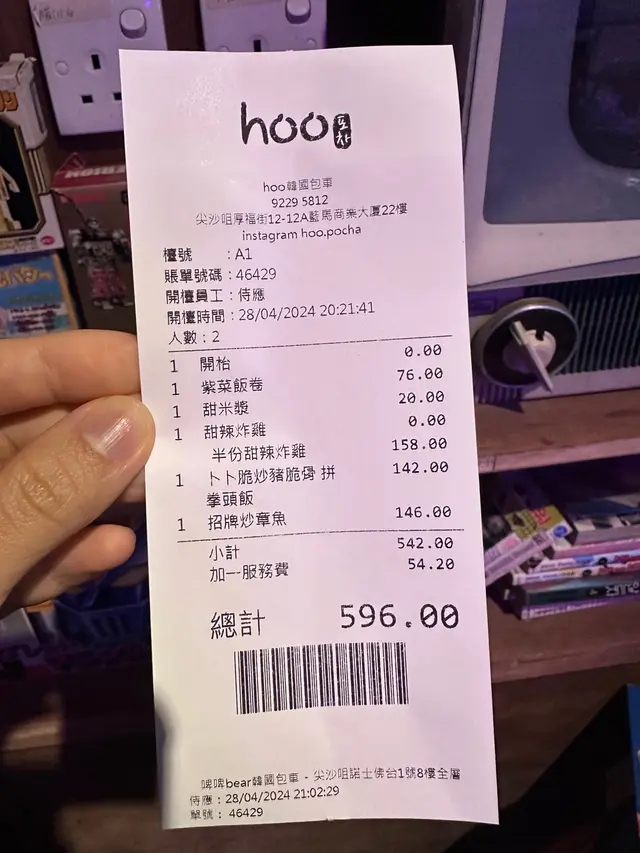 hoo포차
hoo韓國包車
9229 5812
尖沙咀厚福街12-12A藍馬商業大廈22樓
instagram hoo.pocha
檯號 : A1
賬單號碼 : 46429
開檯員工 : 侍應
開檯時間 : 28/04/2024 20:21:41
人數 : 2
1 開枱 0.00
1 紫菜飯卷 76.00
1 甜米漿 20.00
1 甜辣炸雞 0.00
半份甜辣炸雞 158.00
1 卜卜脆炒豬脆骨 拼 142.00
拳頭飯
1 招牌炒章魚 146.00
小計 542.00
加一服務費 54.20
總計 596.00
啤啤bear韓國包車 - 尖沙咀諾士佛台1號8樓全層
侍應 : 28/04/2024 21:02:29
單號 : 46429